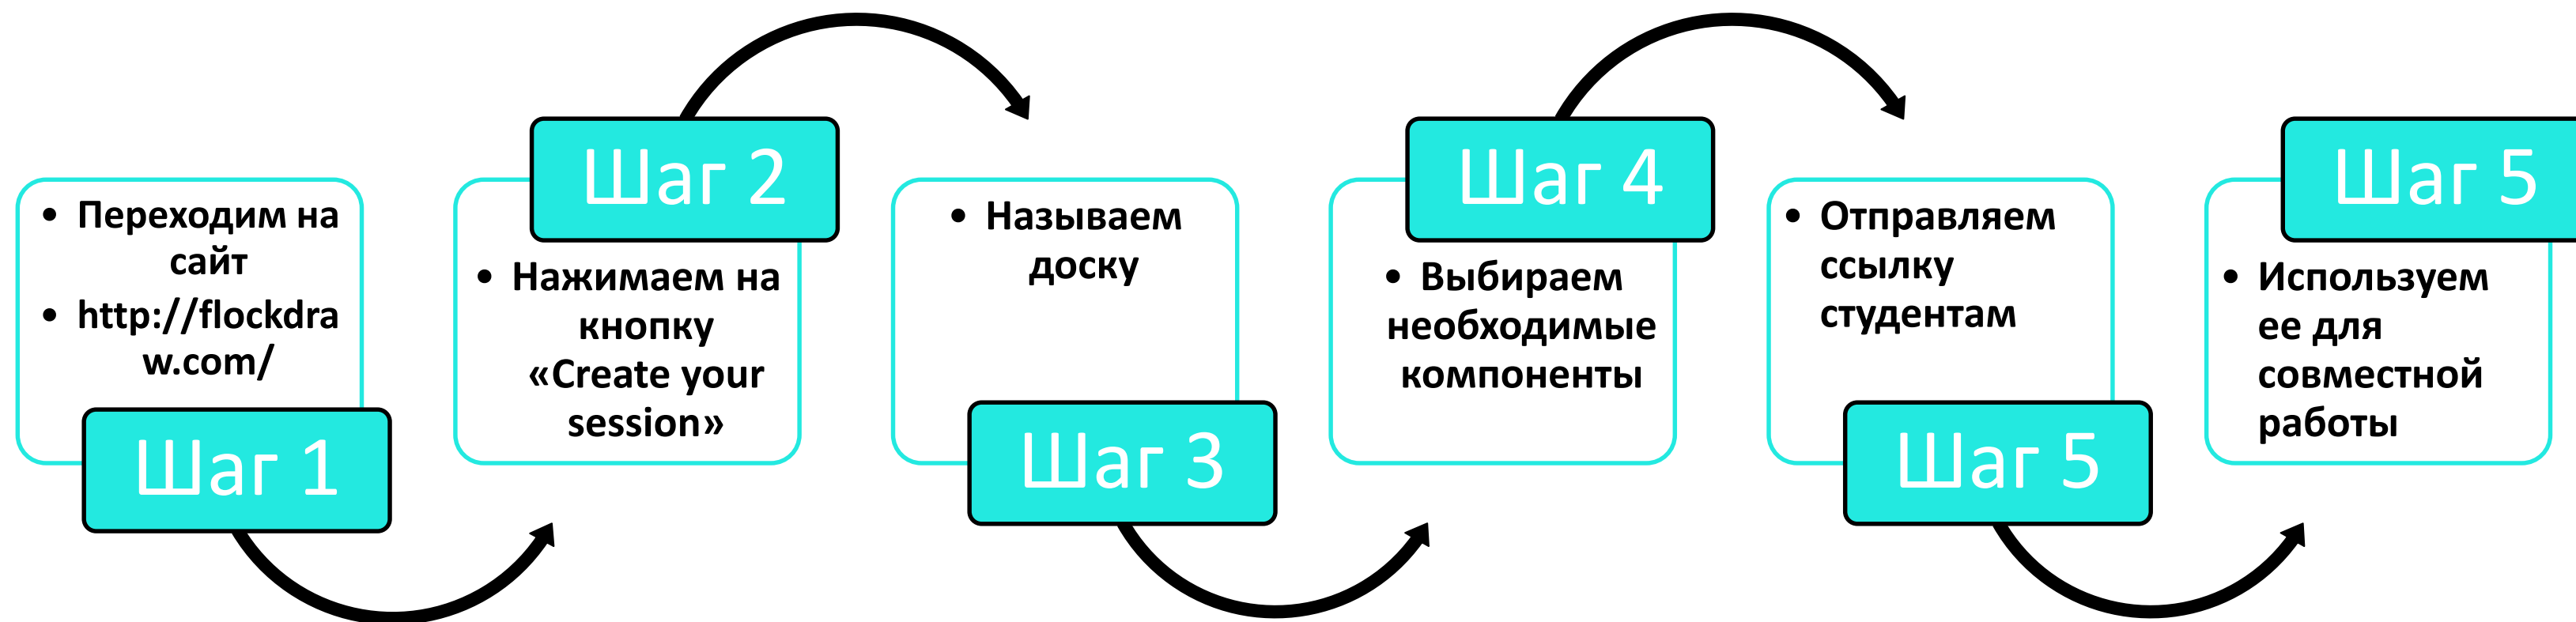 • Переходим на
сайт
• http://flockdra
w.com/
Шаг 1
Шаг 2
• Нажимаем на
кнопку
«Create your
session»
• Называем
доску
Шаг 3
Шаг 4
• Выбираем
необходимые
компоненты
• Отправляем
ссылку
студентам
Шаг 5
Шаг 5
• Используем
ее для
совместной
работы